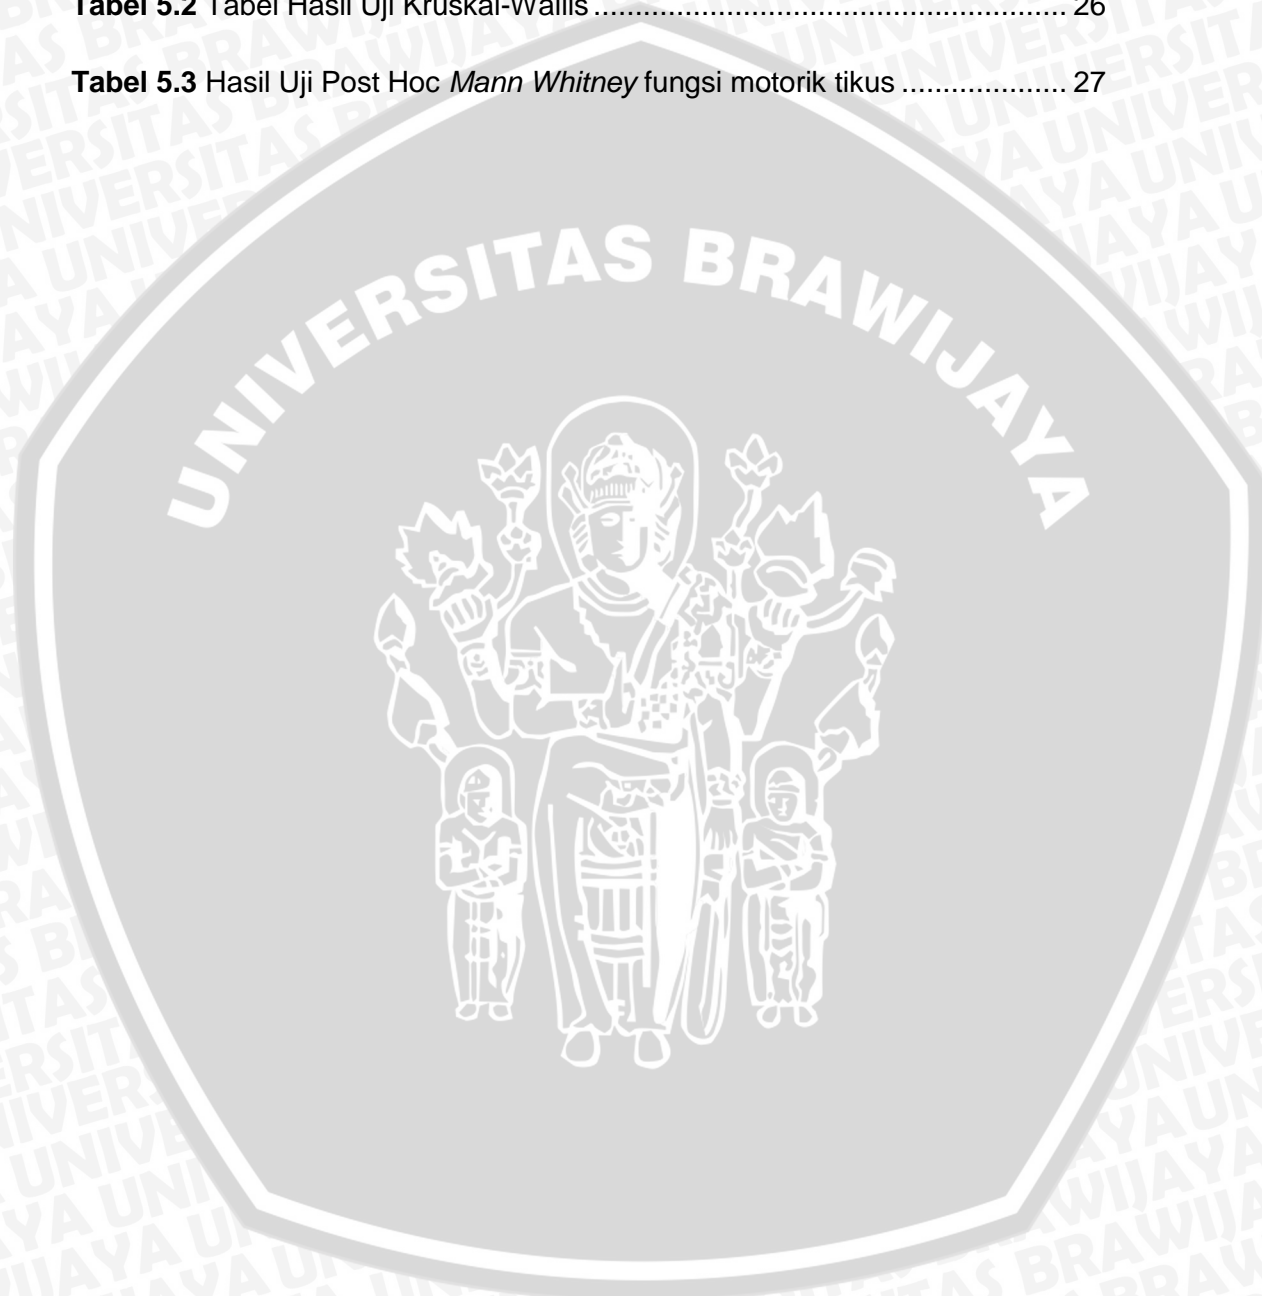 Tabel 5.2 Tabel Hasil Uji Kruskal-Wallis .......................................................... 26
Tabel 5.3 Hasil Uji Post Hoc Mann Whitney fungsi motorik tikus .................... 27
UNIVERSITAS BRAWIJAYA